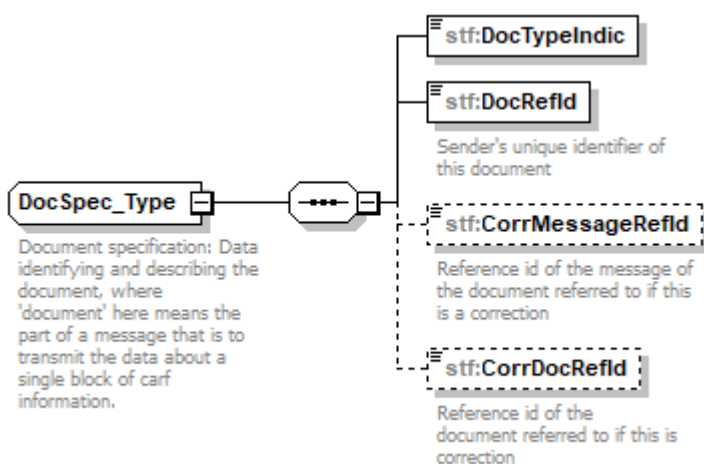 stf:DocTypeIndic
stf:DocRefId
Sender's unique identifier of
this document
DocSpec_Type
Document specification: Data
identifying and describing the
document, where
'document' here means the
part of a message that is to
transmit the data about a
single block of carf
information.
stf:CorrMessageRefId
Reference id of the message of
the document referred to if this
is a correction
stf:CorrDocRefId
Reference id of the
document referred to if this is
correction